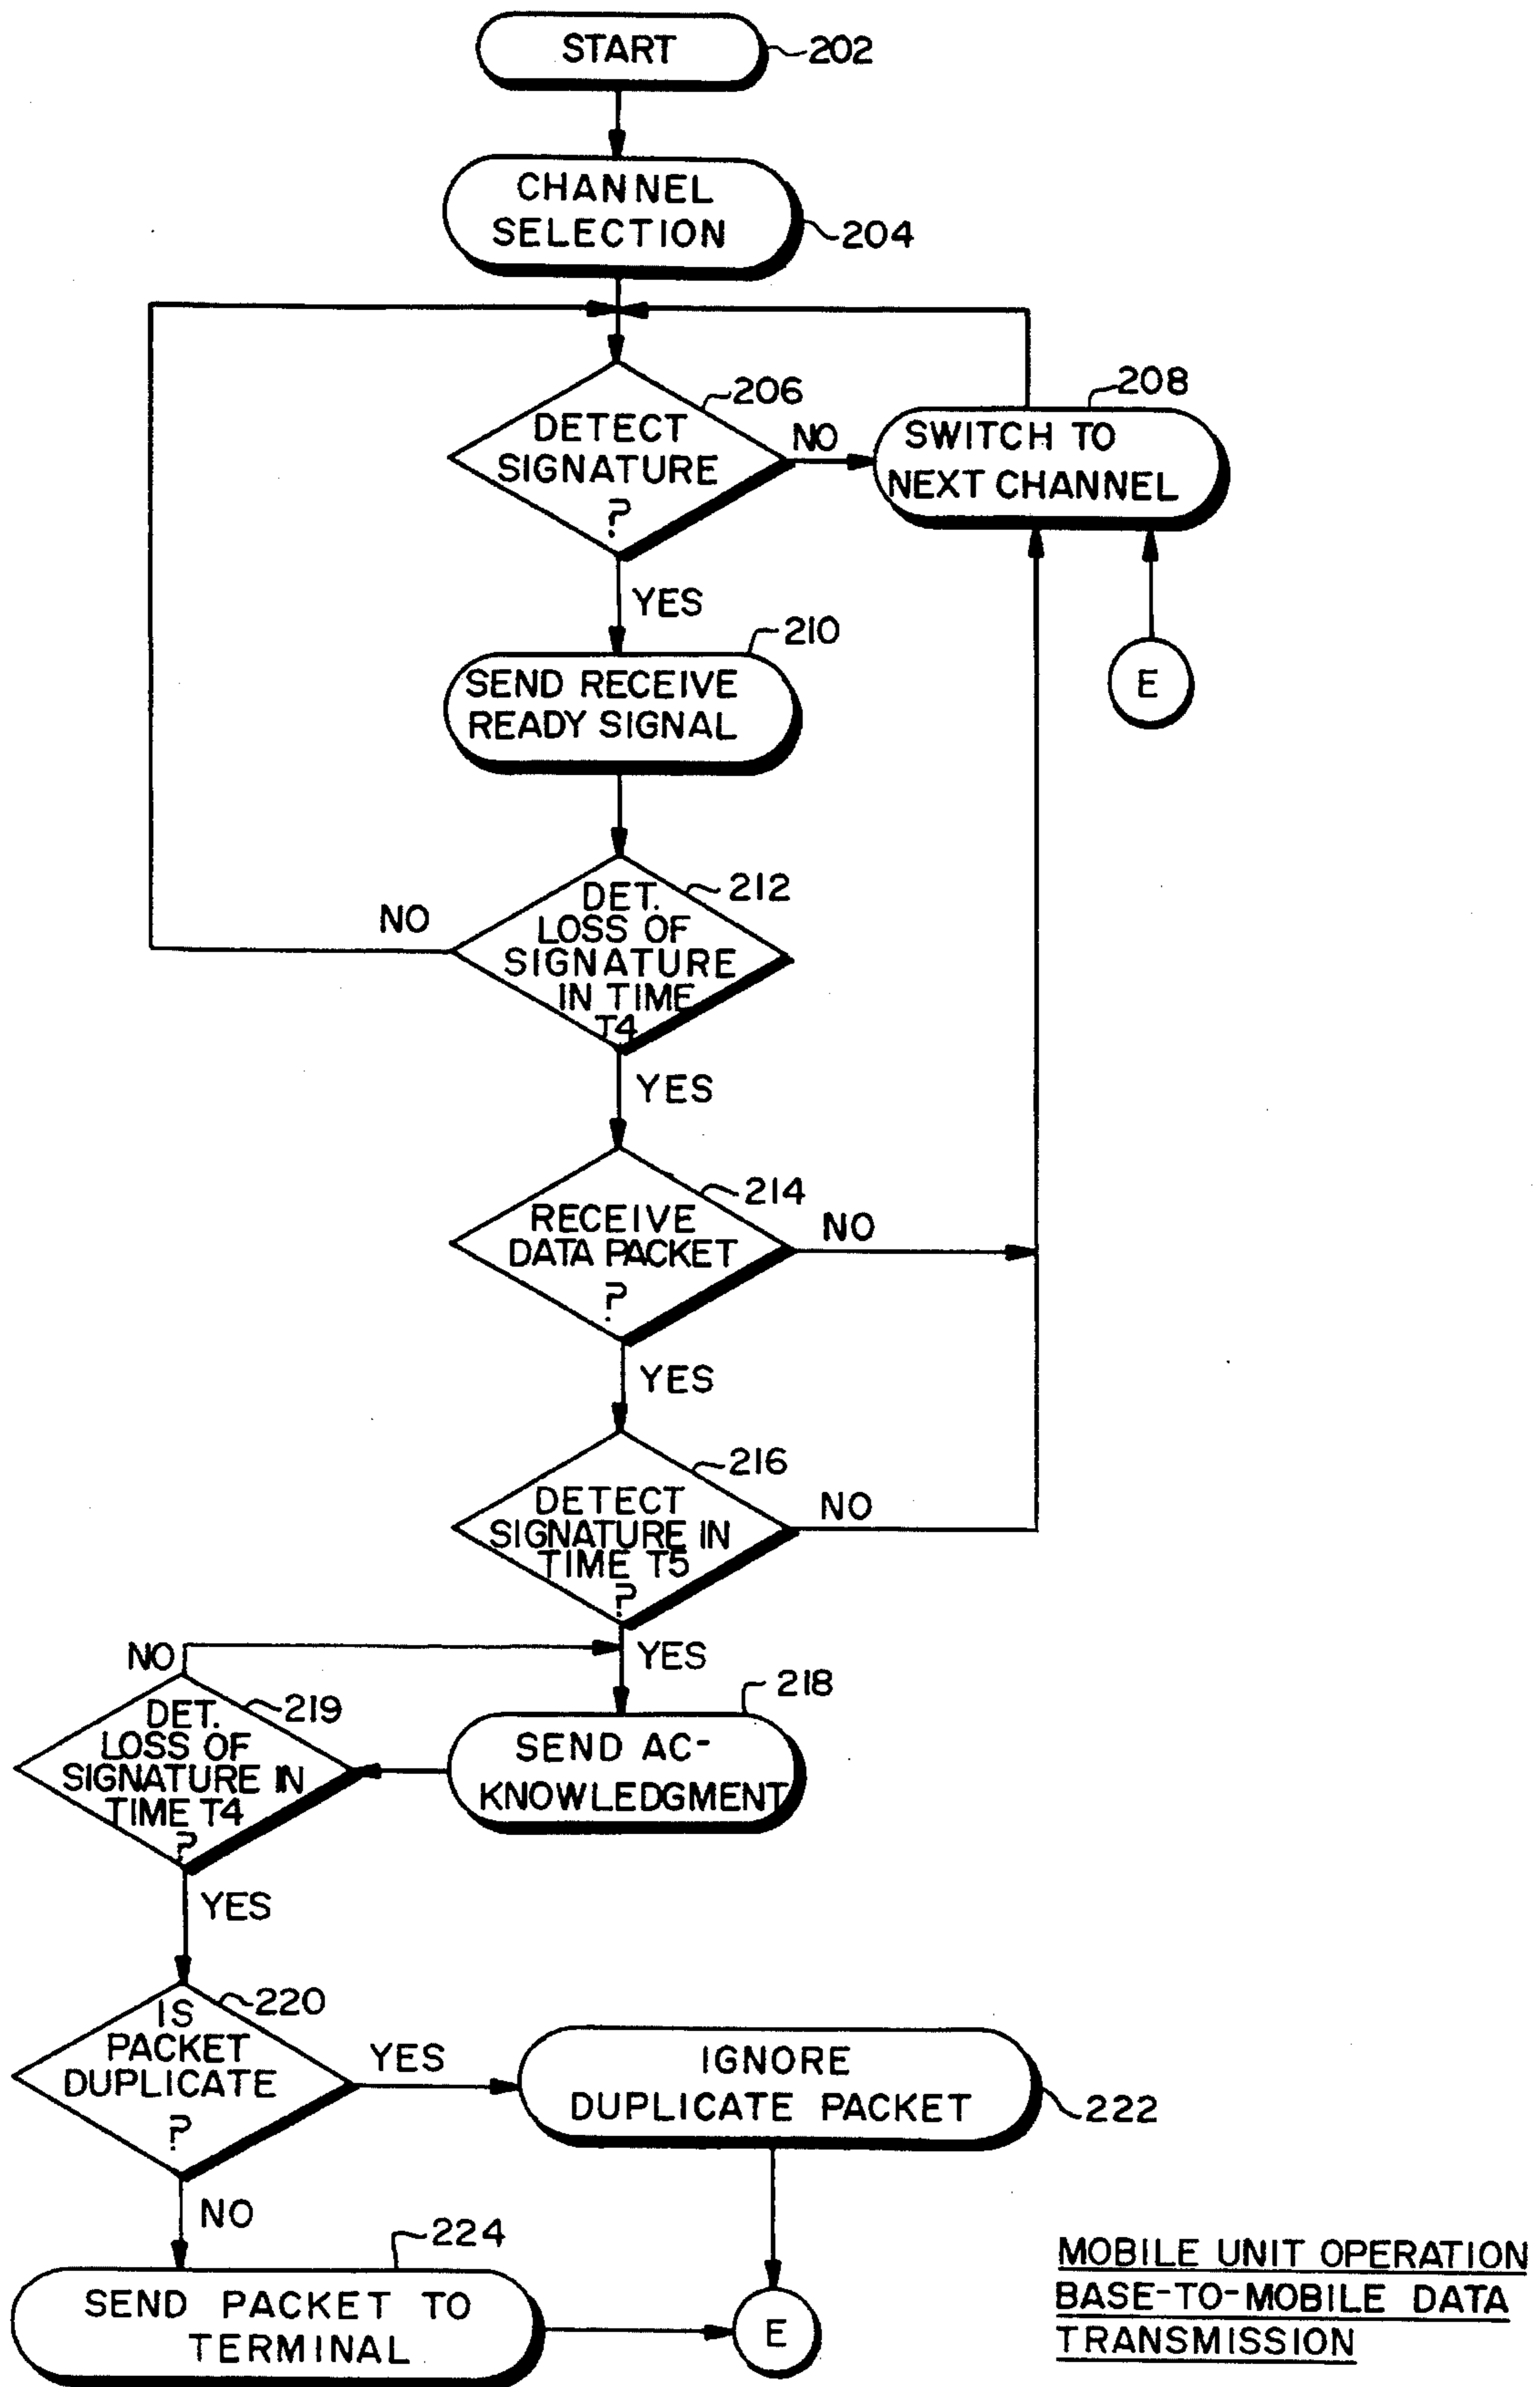 START
202
CHANNEL
SELECTION
204
206
DETECT
SIGNATURE
?
NO
208
SWITCH TO
NEXT CHANNEL
YES
E
210
SEND RECEIVE
READY SIGNAL
212
DET.
LOSS OF
SIGNATURE
IN TIME
T4
NO
YES
214
RECEIVE
DATA PACKET
?
NO
YES
216
DETECT
SIGNATURE IN
TIME T5
?
NO
YES
NO
218
SEND AC-
KNOWLEDGMENT
219
DET.
LOSS OF
SIGNATURE IN
TIME T4
?
YES
220
IS
PACKET
DUPLICATE
?
YES
IGNORE
DUPLICATE PACKET
222
NO
224
SEND PACKET TO
TERMINAL
E
MOBILE UNIT OPERATION
BASE-TO-MOBILE DATA
TRANSMISSION